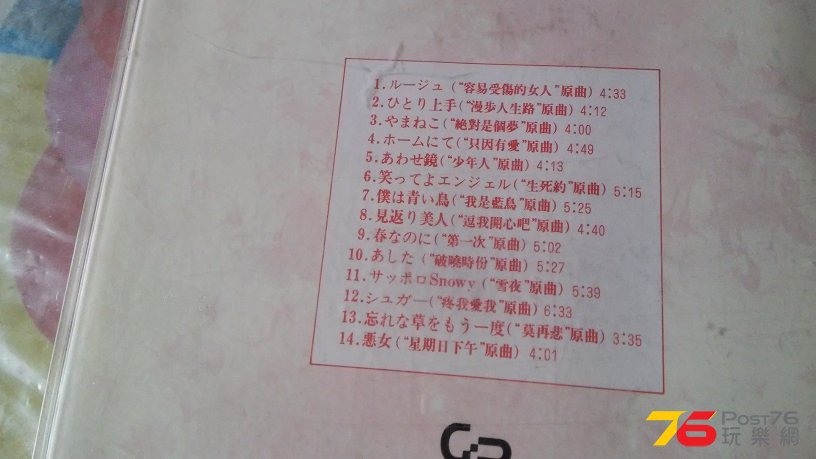 1.ルージュ(“容易受傷的女人”原曲)4:33
2.ひとり上手(“漫步人生路”原曲)4:12
3.やまねこ(“絶對是個夢”原曲)4:00
4.ホームにて(“只因有愛”原曲)4:49
5.あわせ鏡(“少年人”原曲)4:13
6.笑ってよエンジェル(“生死約”原曲)5:15
7.僕は青い鳥(“我是藍鳥”原曲)5:25
8.見返り美人(“逗我開心吧”原曲)4:40
9.春なのに(“第一次”原曲)5:02
10.あした(“破曉時份”原曲)5:27
11.サッポロSnowy(“雪夜”原曲)5:39
12.シュガー(“疼我愛我”原曲)6:33
13.忘れな草をもう一度(“莫再悲”原曲)3:35
14.悪女(“星期日下午”原曲)4:01
76 Post76
玩樂網